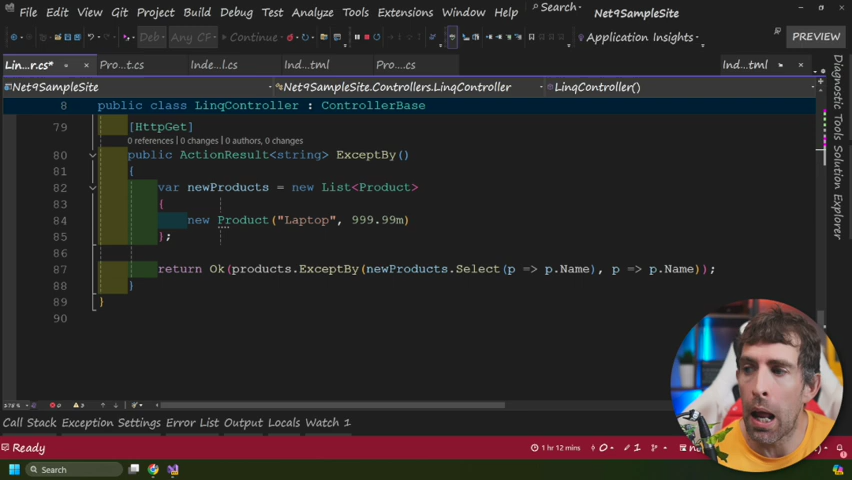 File Edit View Git Project Build Debug Test Analyze Tools Extensions Window Help Search Net9SampleSite
Deb Any CF Continue Application Insights PREVIEW
Lin...r.cs* Pro...t.cs Inde...l.cs Ind...tml Pro...cs Ind...tml
Net9SampleSite Net9SampleSite.Controllers.LinqController LinqController()
8 public class LinqController : ControllerBase
79 [HttpGet]
0 references | 0 changes | 0 authors, 0 changes
80 public ActionResult<string> ExceptBy()
81 {
82 var newProducts = new List<Product>
83 {
84 new Product("Laptop", 999.99m)
85 };
86
87 return Ok(products.ExceptBy(newProducts.Select(p => p.Name), p => p.Name));
88 }
89 }
90
Diagnostic Tools Solution Explorer
Call Stack Exception Settings Error List Output Locals Watch 1
Ready 1 hr 12 mins 0 1
Search